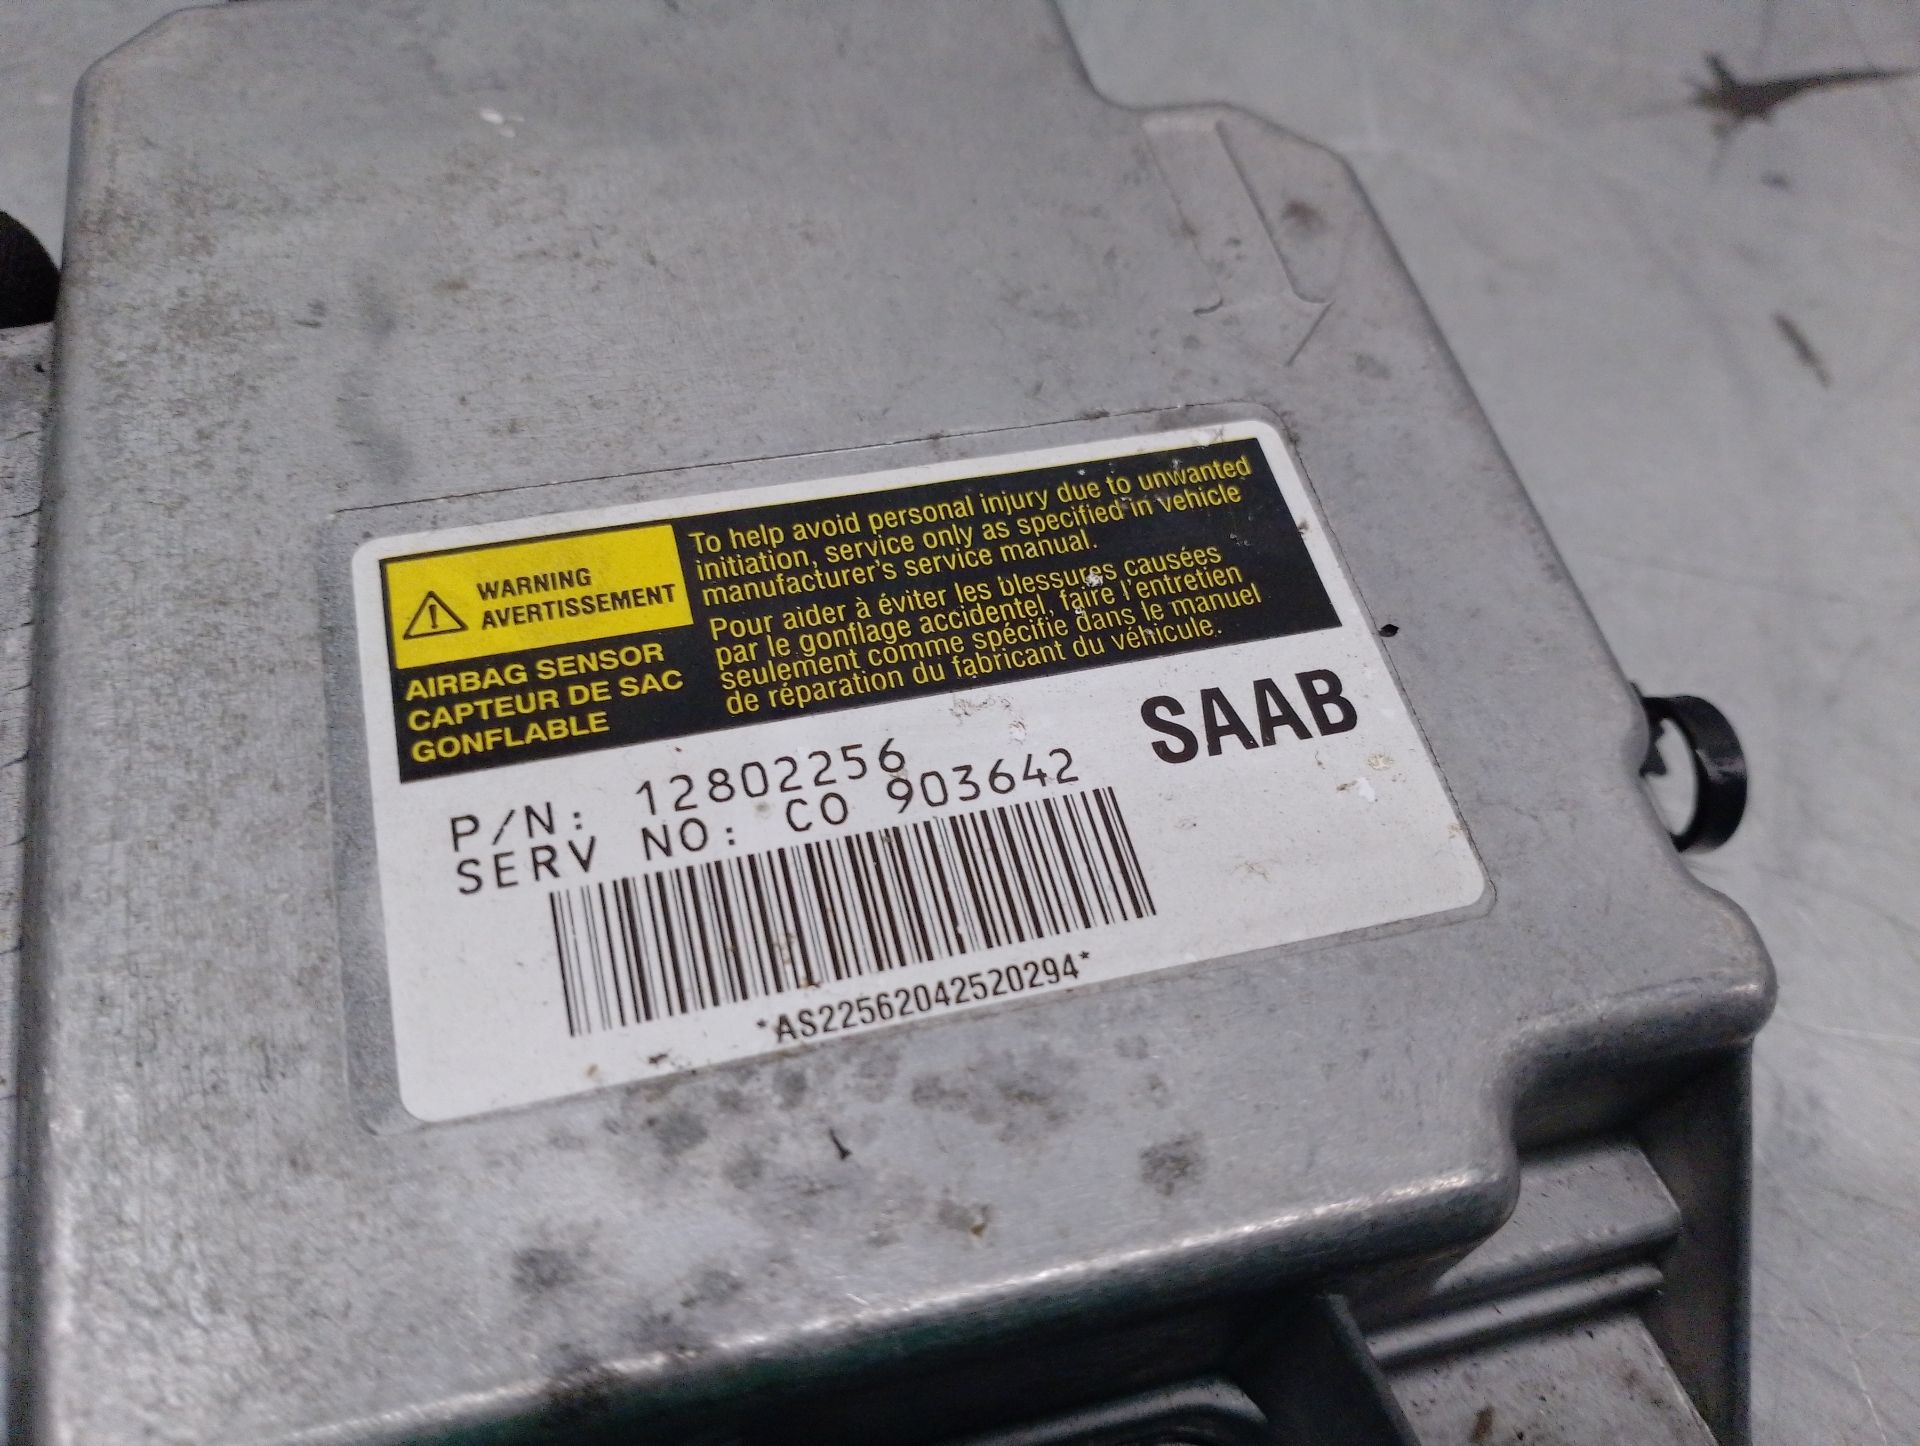 WARNING
AVERTISSEMENT
AIRBAG SENSOR
CAPTEUR DE SAC
GONFLABLE
To help avoid personal injury due to unwanted
initiation, service only as specified in vehicle
manufacturer's service manual.
Pour aider à éviter les blessures causées
par le gonflage accidentel, faire l'entretien
seulement comme spécifie dans le manuel
de réparation du fabricant du véhicule.
SAAB
P/N: 12802256
SERV NO: CO 903642
*AS22562042520294*